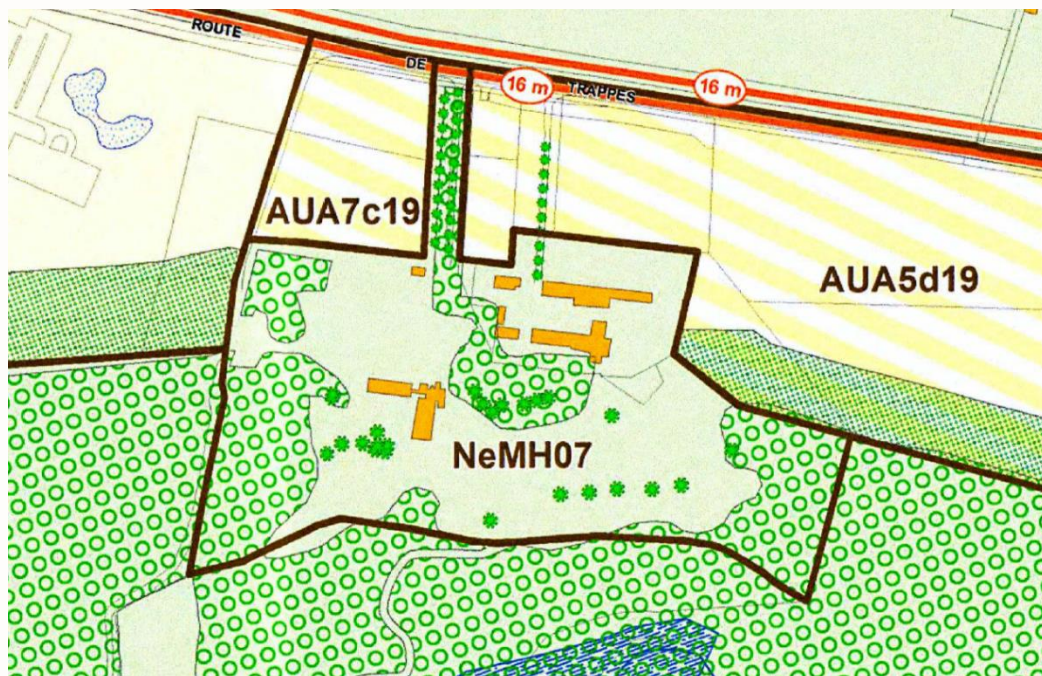 ROUTE
DE
16 m
TRAPPES
16 m
AUA7c19
AUA5d19
NeMH07